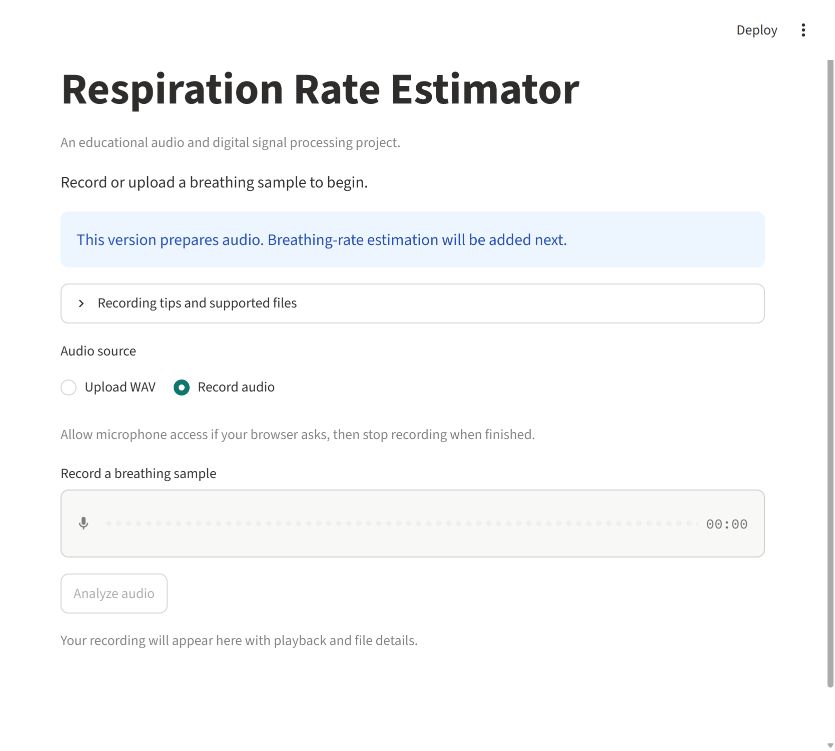 Deploy
Respiration Rate Estimator
An educational audio and digital signal processing project.
Record or upload a breathing sample to begin.
This version prepares audio. Breathing-rate estimation will be added next.
Recording tips and supported files
Audio source
Upload WAV Record audio
Allow microphone access if your browser asks, then stop recording when finished.
Record a breathing sample
00:00
Analyze audio
Your recording will appear here with playback and file details.